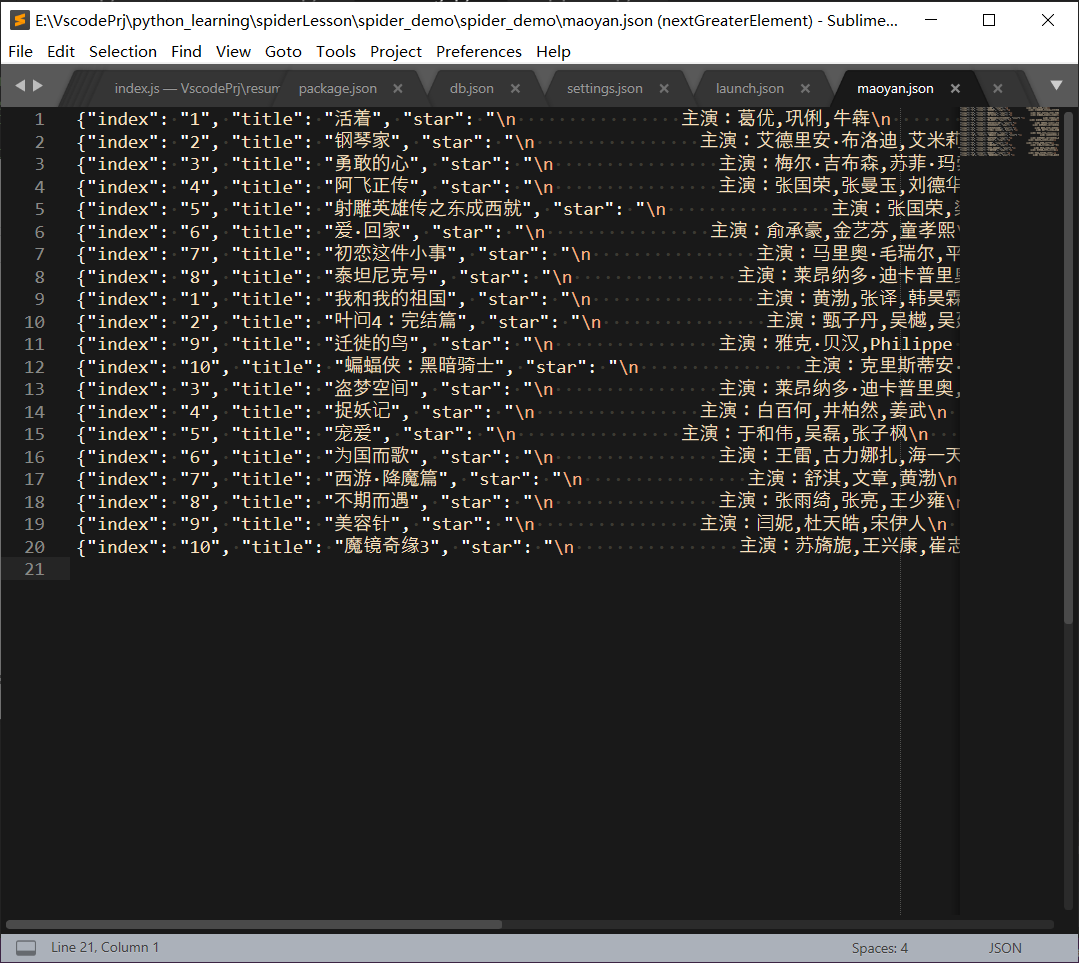 E:\VscodePrj\python_learning\spiderLesson\spider_demo\spider_demo\maoyan.json (nextGreaterElement) - Sublime...
File Edit Selection Find View Goto Tools Project Preferences Help
index.js — VscodePrj\resum package.json db.json settings.json launch.json maoyan.json
1 {"index": "1", "title": "活着", "star": "\n 主演：葛优,巩俐,牛犇\n
2 {"index": "2", "title": "钢琴家", "star": "\n 主演：艾德里安·布洛迪,艾米莉
3 {"index": "3", "title": "勇敢的心", "star": "\n 主演：梅尔·吉布森,苏菲·玛
4 {"index": "4", "title": "阿飞正传", "star": "\n 主演：张国荣,张曼玉,刘德华
5 {"index": "5", "title": "射雕英雄传之东成西就", "star": "\n 主演：张国荣,
6 {"index": "6", "title": "爱·回家", "star": "\n 主演：俞承豪,金艺芬,童孝熙
7 {"index": "7", "title": "初恋这件小事", "star": "\n 主演：马里奥·毛瑞尔,平
8 {"index": "8", "title": "泰坦尼克号", "star": "\n 主演：莱昂纳多·迪卡普里奥
9 {"index": "1", "title": "我和我的祖国", "star": "\n 主演：黄渤,张译,韩昊霖
10 {"index": "2", "title": "叶问4：完结篇", "star": "\n 主演：甄子丹,吴樾,吴
11 {"index": "9", "title": "迁徙的鸟", "star": "\n 主演：雅克·贝汉,Philippe
12 {"index": "10", "title": "蝙蝠侠：黑暗骑士", "star": "\n 主演：克里斯蒂安·
13 {"index": "3", "title": "盗梦空间", "star": "\n 主演：莱昂纳多·迪卡普里奥,
14 {"index": "4", "title": "捉妖记", "star": "\n 主演：白百何,井柏然,姜武\n
15 {"index": "5", "title": "宠爱", "star": "\n 主演：于和伟,吴磊,张子枫\n
16 {"index": "6", "title": "为国而歌", "star": "\n 主演：王雷,古力娜扎,海一天
17 {"index": "7", "title": "西游·降魔篇", "star": "\n 主演：舒淇,文章,黄渤\n
18 {"index": "8", "title": "不期而遇", "star": "\n 主演：张雨绮,张亮,王少雍\n
19 {"index": "9", "title": "美容针", "star": "\n 主演：闫妮,杜天皓,宋伊人\n
20 {"index": "10", "title": "魔镜奇缘3", "star": "\n 主演：苏旖旎,王兴康,崔志
21
Line 21, Column 1 Spaces: 4 JSON